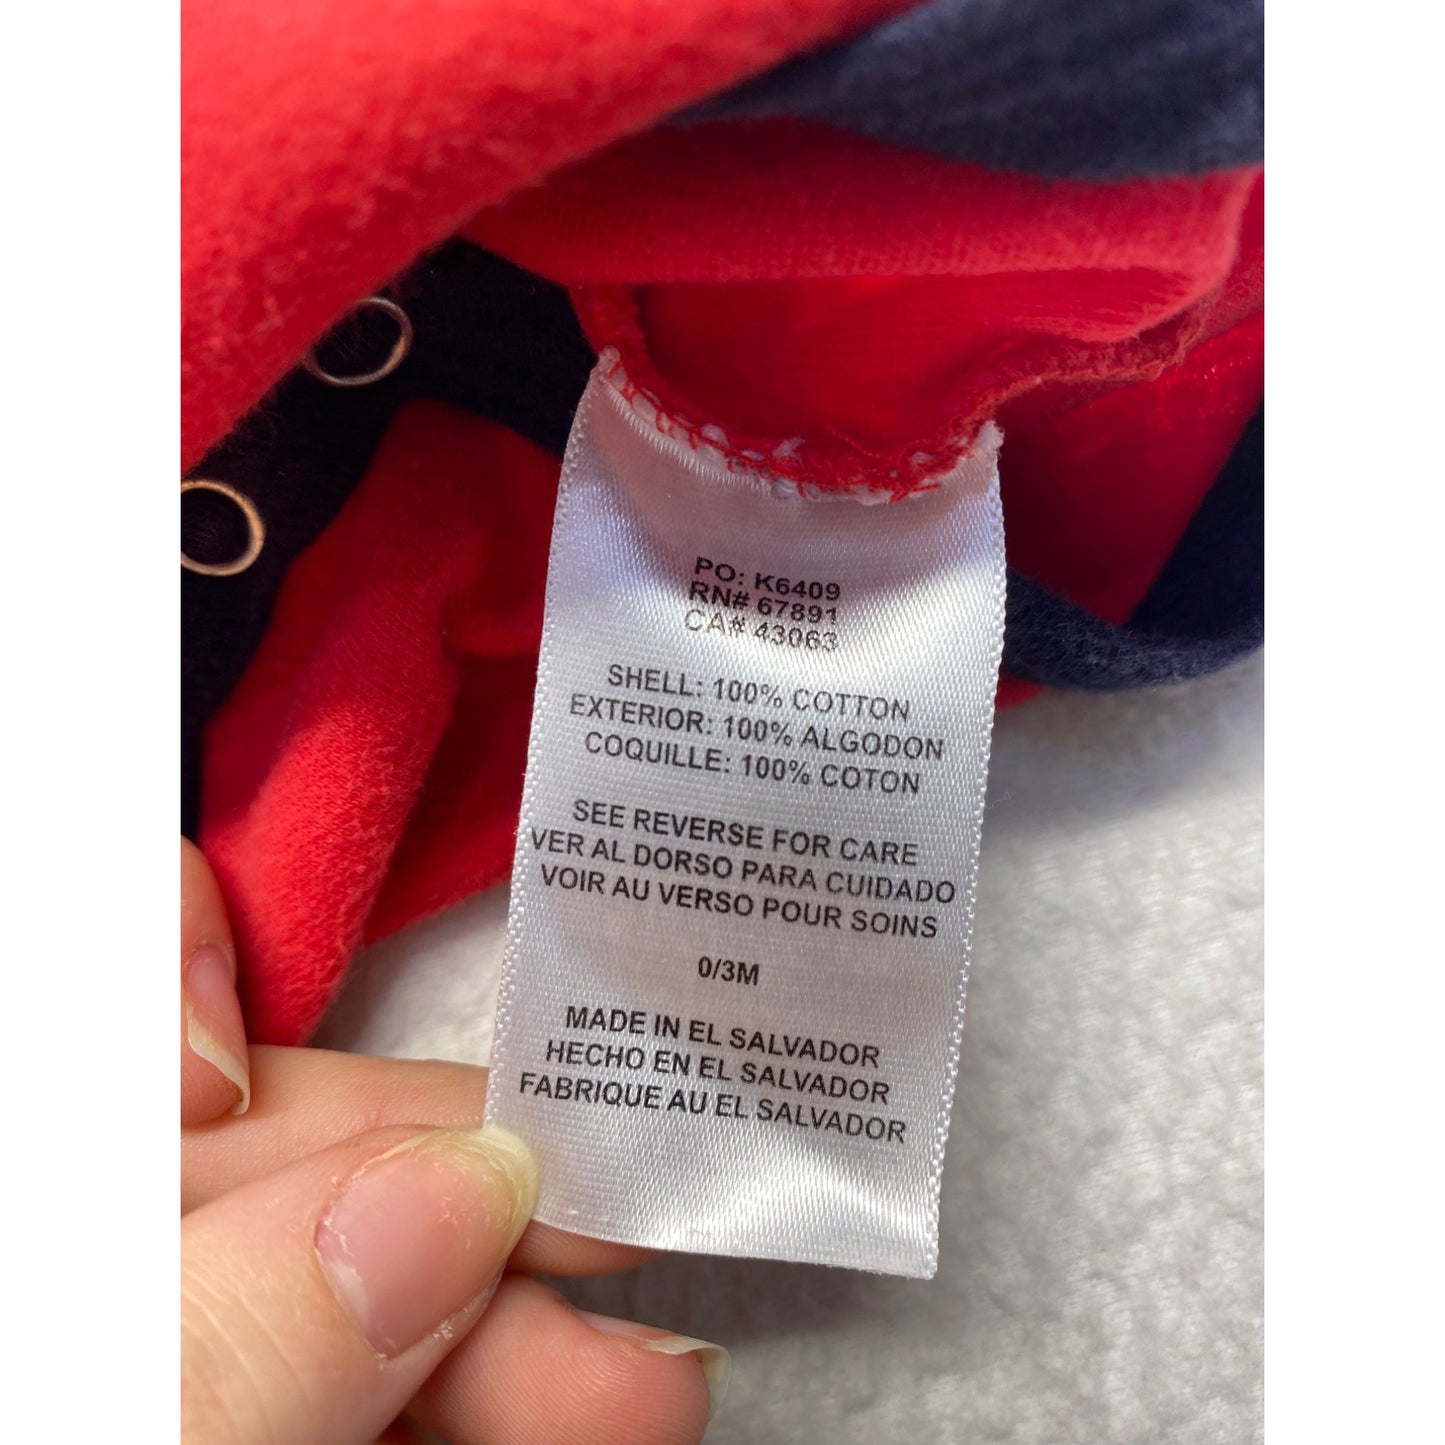 PO: K6409
RN# 67891
CA# 43063
SHELL: 100% COTTON
EXTERIOR: 100% ALGODON
COQUILLE: 100% COTON
SEE REVERSE FOR CARE
VER AL DORSO PARA CUIDADO
VOIR AU VERSO POUR SOINS
0/3M
MADE IN EL SALVADOR
HECHO EN EL SALVADOR
FABRIQUE AU EL SALVADOR